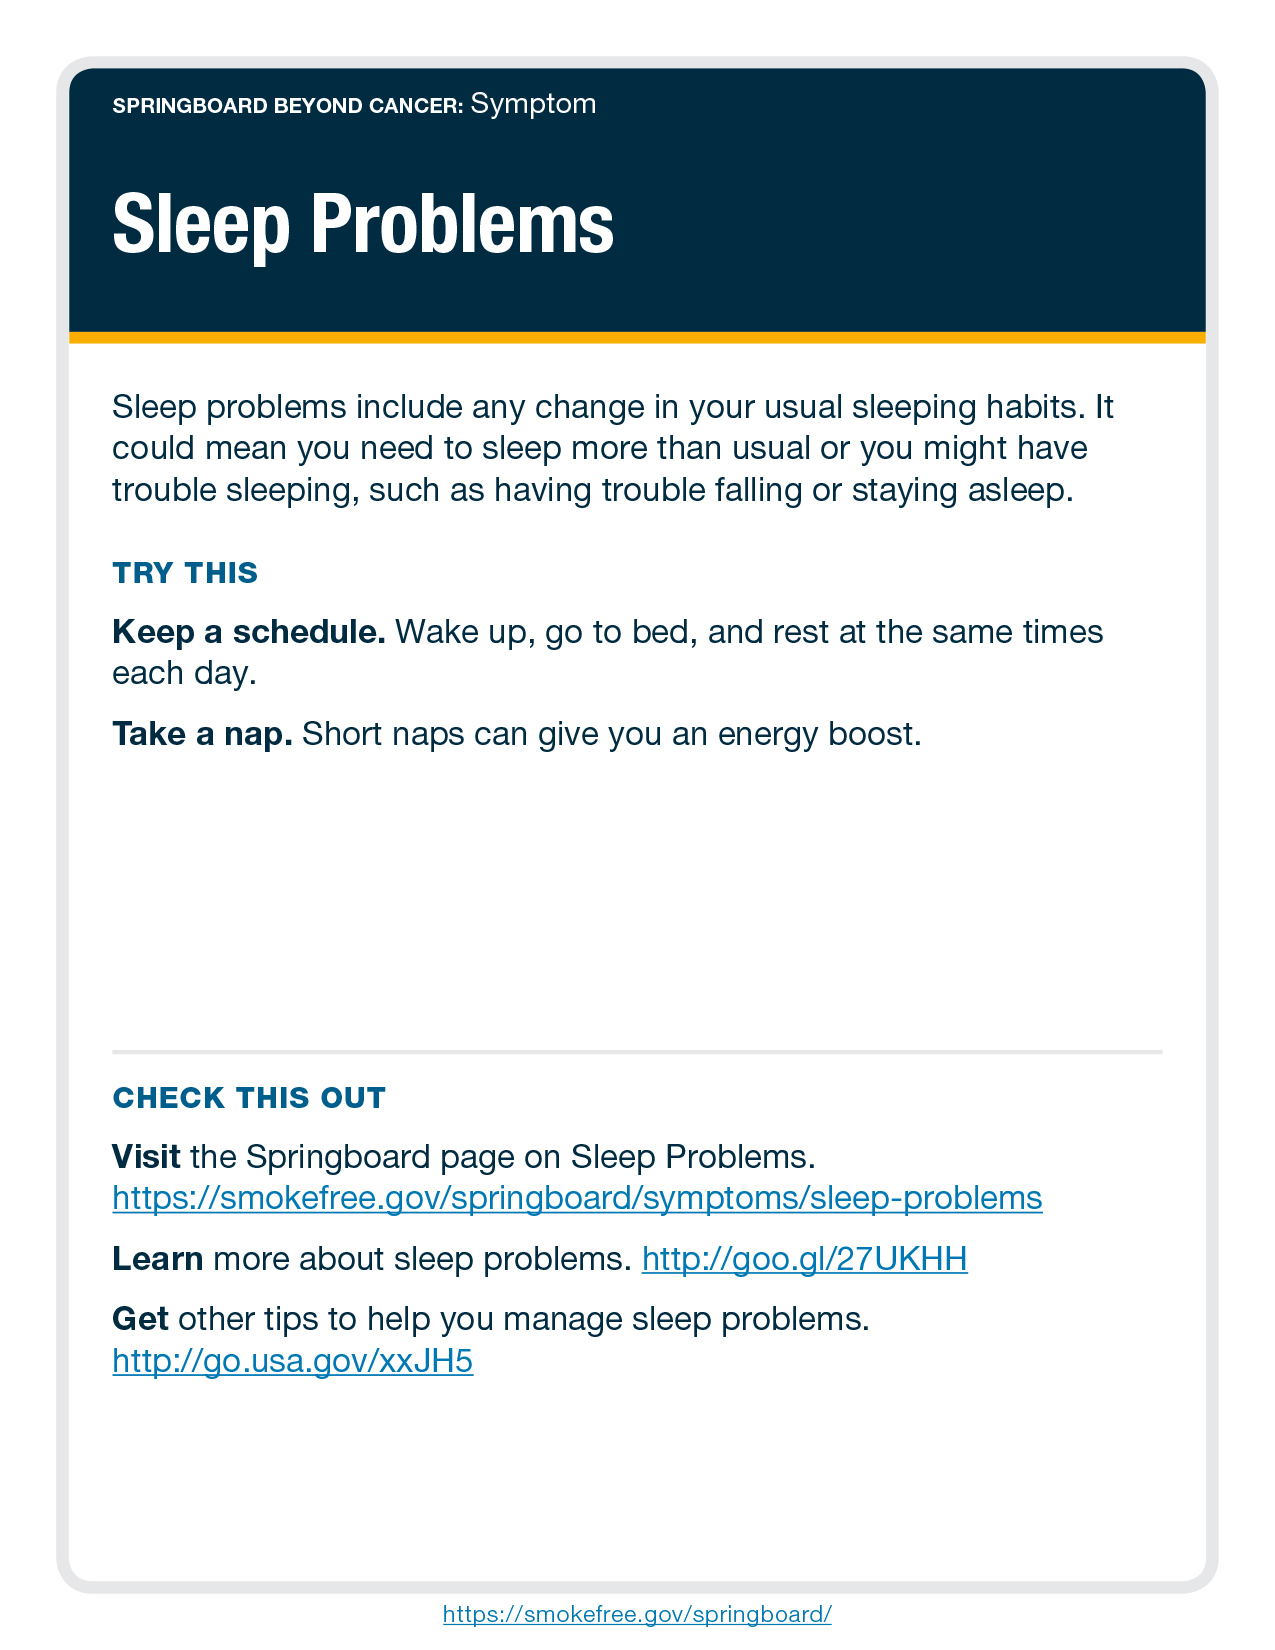 SPRINGBOARD BEYOND CANCER: Symptom
Sleep Problems
Sleep problems include any change in your usual sleeping habits. It
could mean you need to sleep more than usual or you might have
trouble sleeping, such as having trouble falling or staying asleep.
TRY THIS
Keep a schedule. Wake up, go to bed, and rest at the same times
each day.
Take a nap. Short naps can give you an energy boost.
CHECK THIS OUT
Visit the Springboard page on Sleep Problems.
https://smokefree.gov/springboard/symptoms/sleep-problems
Learn more about sleep problems. http://goo.gl/27UKHH
Get other tips to help you manage sleep problems.
http://go.usa.gov/xxJH5
https://smokefree.gov/springboard/